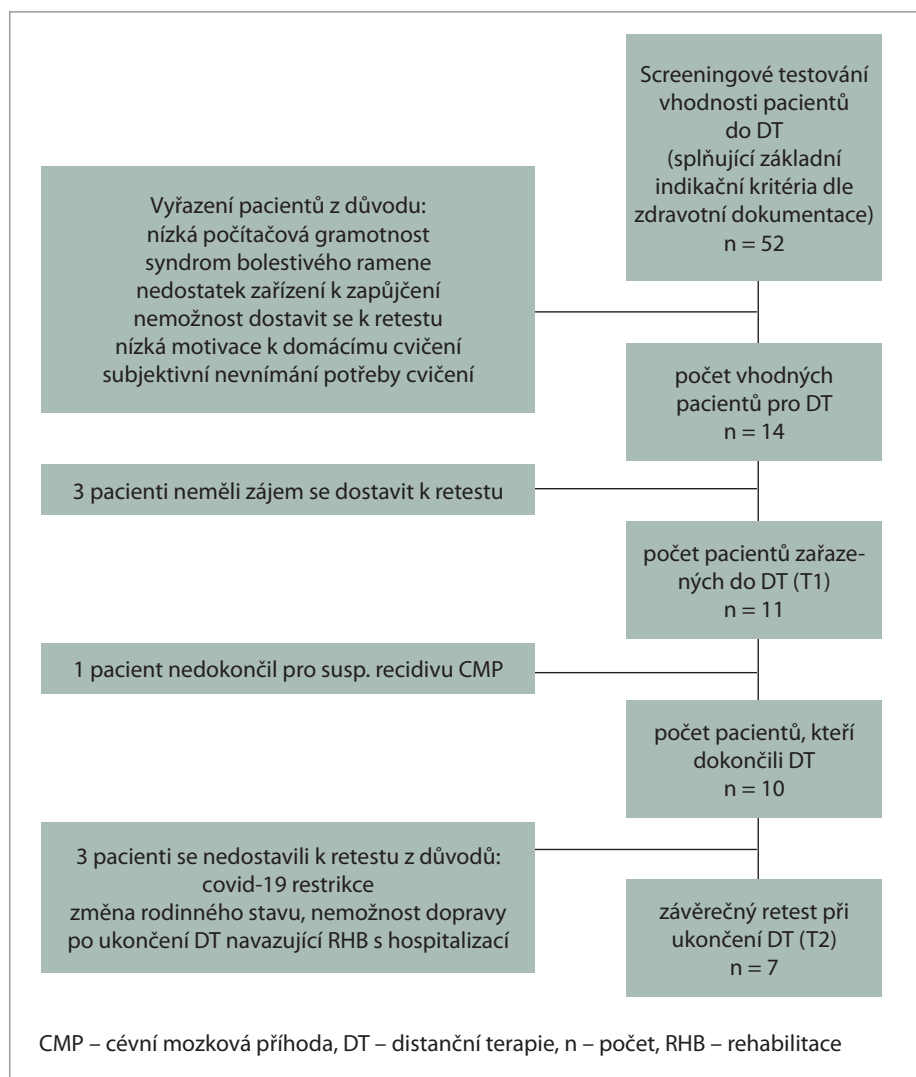 Screeningové testování
vhodnosti pacientů
do DT
(splňující základní
indikační kritéria dle
zdravotní dokumentace)
n = 52
Vyřazení pacientů z důvodu:
nízká počítačová gramotnost
syndrom bolestivého ramene
nedostatek zařízení k zapůjčení
nemožnost dostavit se k retestu
nízká motivace k domácímu cvičení
subjektivní nevnímání potřeby cvičení
počet vhodných
pacientů pro DT
n = 14
3 pacienti neměli zájem se dostavit k retestu
počet pacientů zařaze-
ných do DT (T1)
n = 11
1 pacient nedokončil pro susp. recidivu CMP
počet pacientů, kteří
dokončili DT
n = 10
3 pacienti se nedostavili k retestu z důvodů:
covid-19 restrikce
změna rodinného stavu, nemožnost dopravy
po ukončení DT navazující RHB s hospitalizací
závěrečný retest při
ukončení DT (T2)
n = 7
CMP – cévní mozková příhoda, DT – distanční terapie, n – počet, RHB – rehabilitace